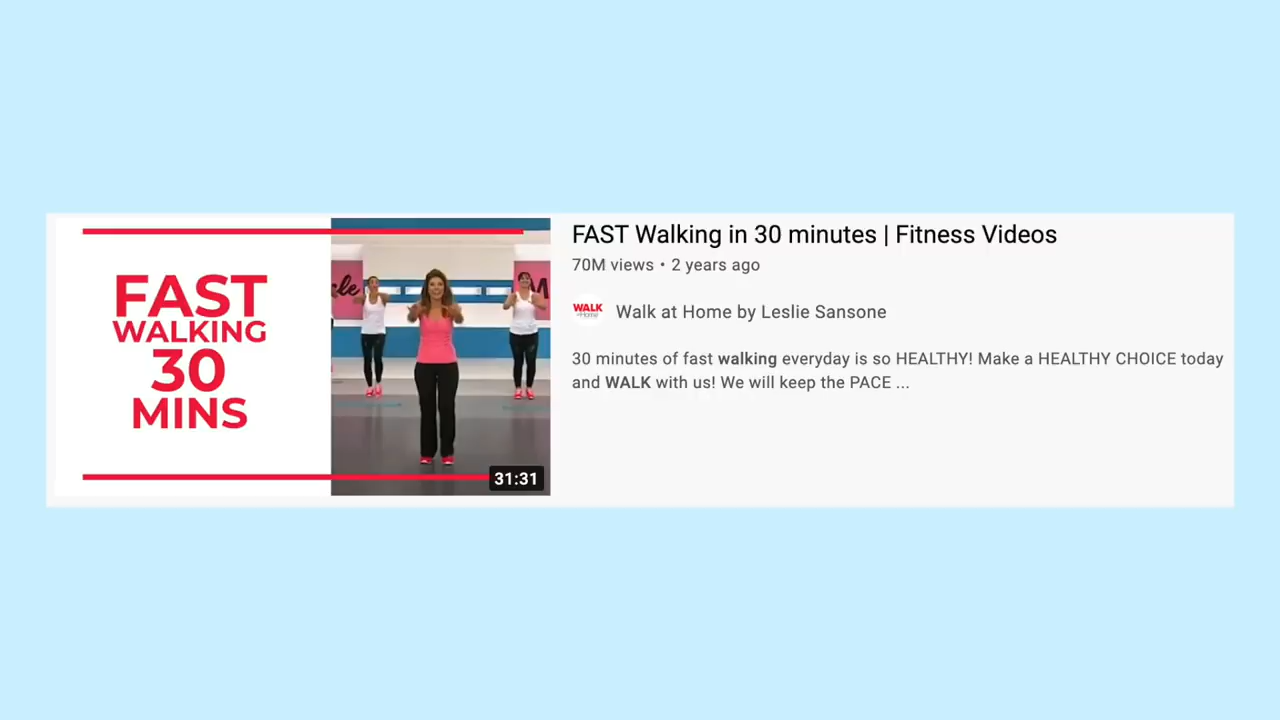 FAST
WALKING
30
MINS
31:31
FAST Walking in 30 minutes | Fitness Videos
70M views • 2 years ago
WALK
at Home
Walk at Home by Leslie Sansone
30 minutes of fast walking everyday is so HEALTHY! Make a HEALTHY CHOICE today
and WALK with us! We will keep the PACE ...